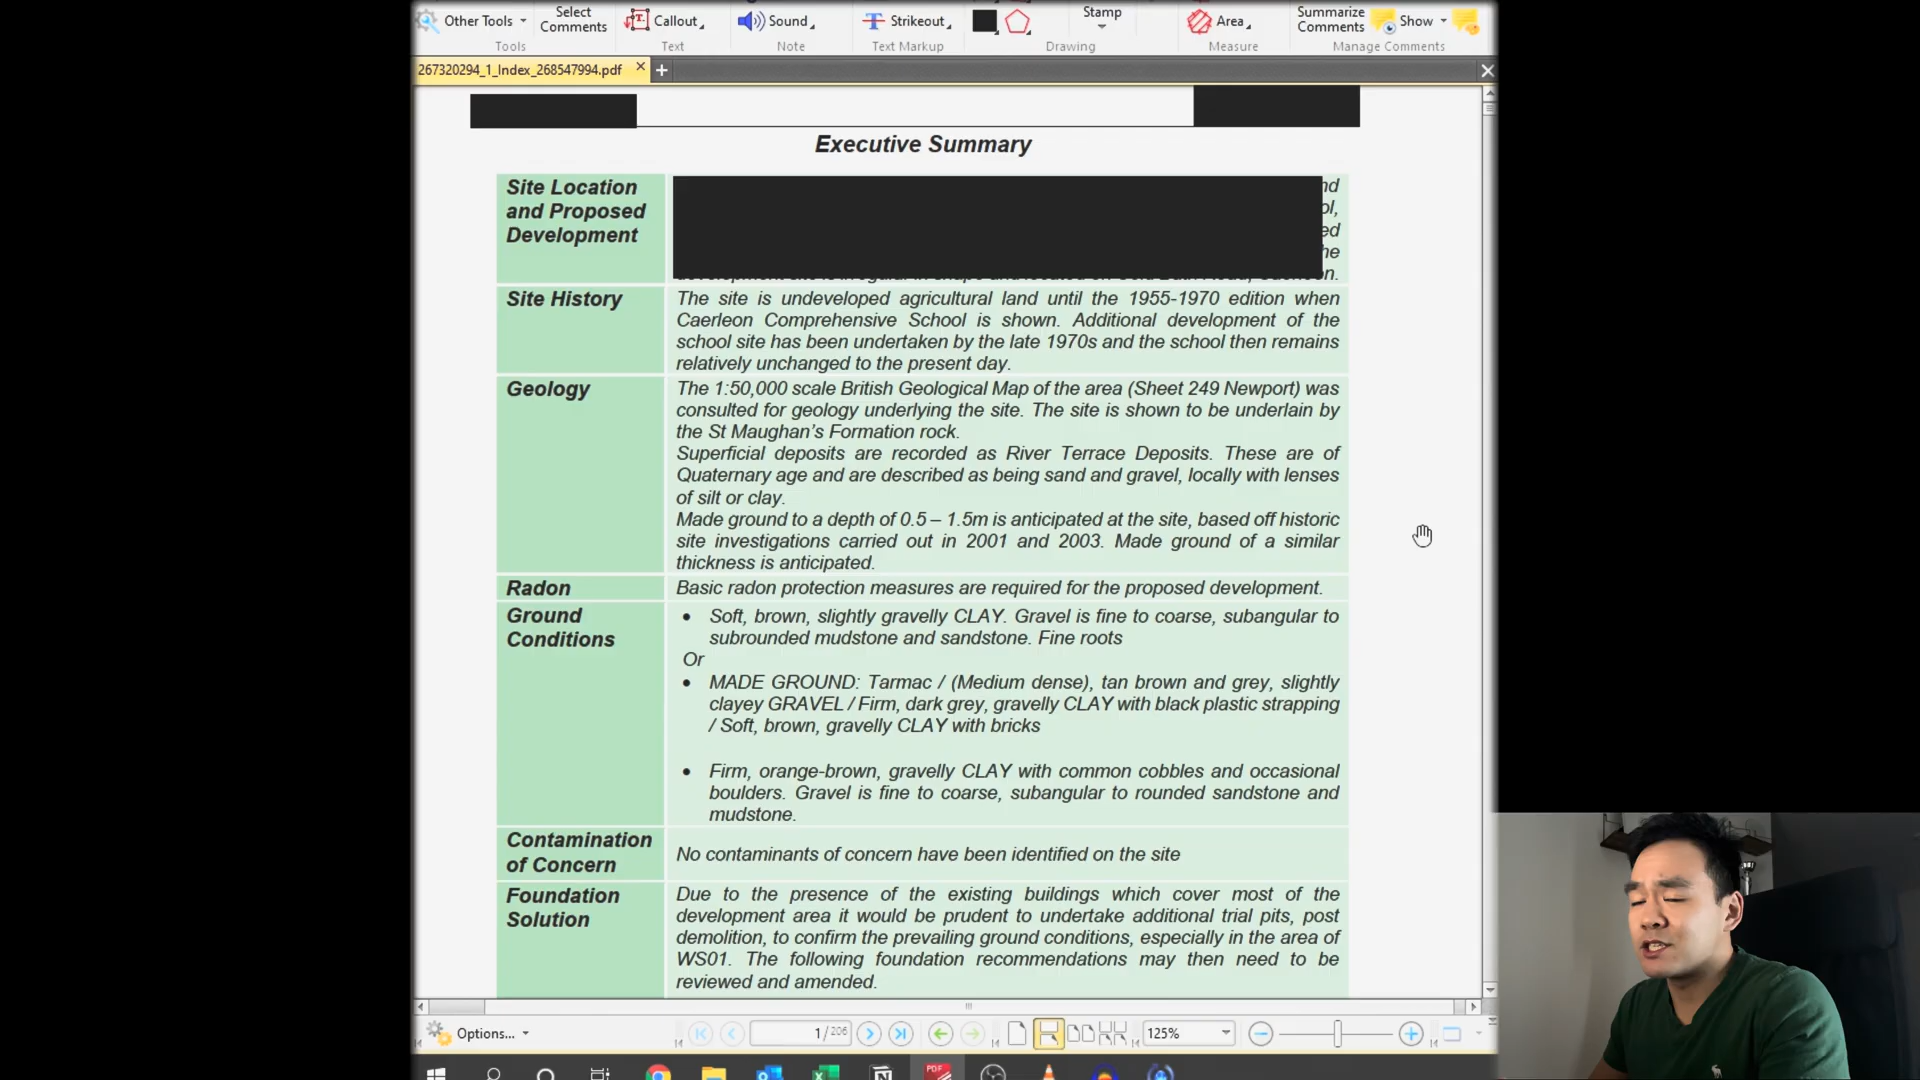 Other Tools
Select
Comments
Callout
Sound
Strikeout
Stamp
Area
Summarize
Comments
Show
Tools
Text
Note
Text Markup
Drawing
Measure
Manage Comments
267320294_1_Index_268547994.pdf
Executive Summary
Site Location
and Proposed
Development
nd
ol,
ed
he
Site History
The site is undeveloped agricultural land until the 1955-1970 edition when
Caerleon Comprehensive School is shown. Additional development of the
school site has been undertaken by the late 1970s and the school then remains
relatively unchanged to the present day.
Geology
The 1:50,000 scale British Geological Map of the area (Sheet 249 Newport) was
consulted for geology underlying the site. The site is shown to be underlain by
the St Maughan's Formation rock.
Superficial deposits are recorded as River Terrace Deposits. These are of
Quaternary age and are described as being sand and gravel, locally with lenses
of silt or clay.
Made ground to a depth of 0.5 – 1.5m is anticipated at the site, based off historic
site investigations carried out in 2001 and 2003. Made ground of a similar
thickness is anticipated.
Radon
Basic radon protection measures are required for the proposed development.
Ground
Conditions
• Soft, brown, slightly gravelly CLAY. Gravel is fine to coarse, subangular to
subrounded mudstone and sandstone. Fine roots
Or
• MADE GROUND: Tarmac / (Medium dense), tan brown and grey, slightly
clayey GRAVEL / Firm, dark grey, gravelly CLAY with black plastic strapping
/ Soft, brown, gravelly CLAY with bricks
• Firm, orange-brown, gravelly CLAY with common cobbles and occasional
boulders. Gravel is fine to coarse, subangular to rounded sandstone and
mudstone.
Contamination
of Concern
No contaminants of concern have been identified on the site
Foundation
Solution
Due to the presence of the existing buildings which cover most of the
development area it would be prudent to undertake additional trial pits, post
demolition, to confirm the prevailing ground conditions, especially in the area of
WS01. The following foundation recommendations may then need to be
reviewed and amended.
Options...
1 / 206
125%
PDF